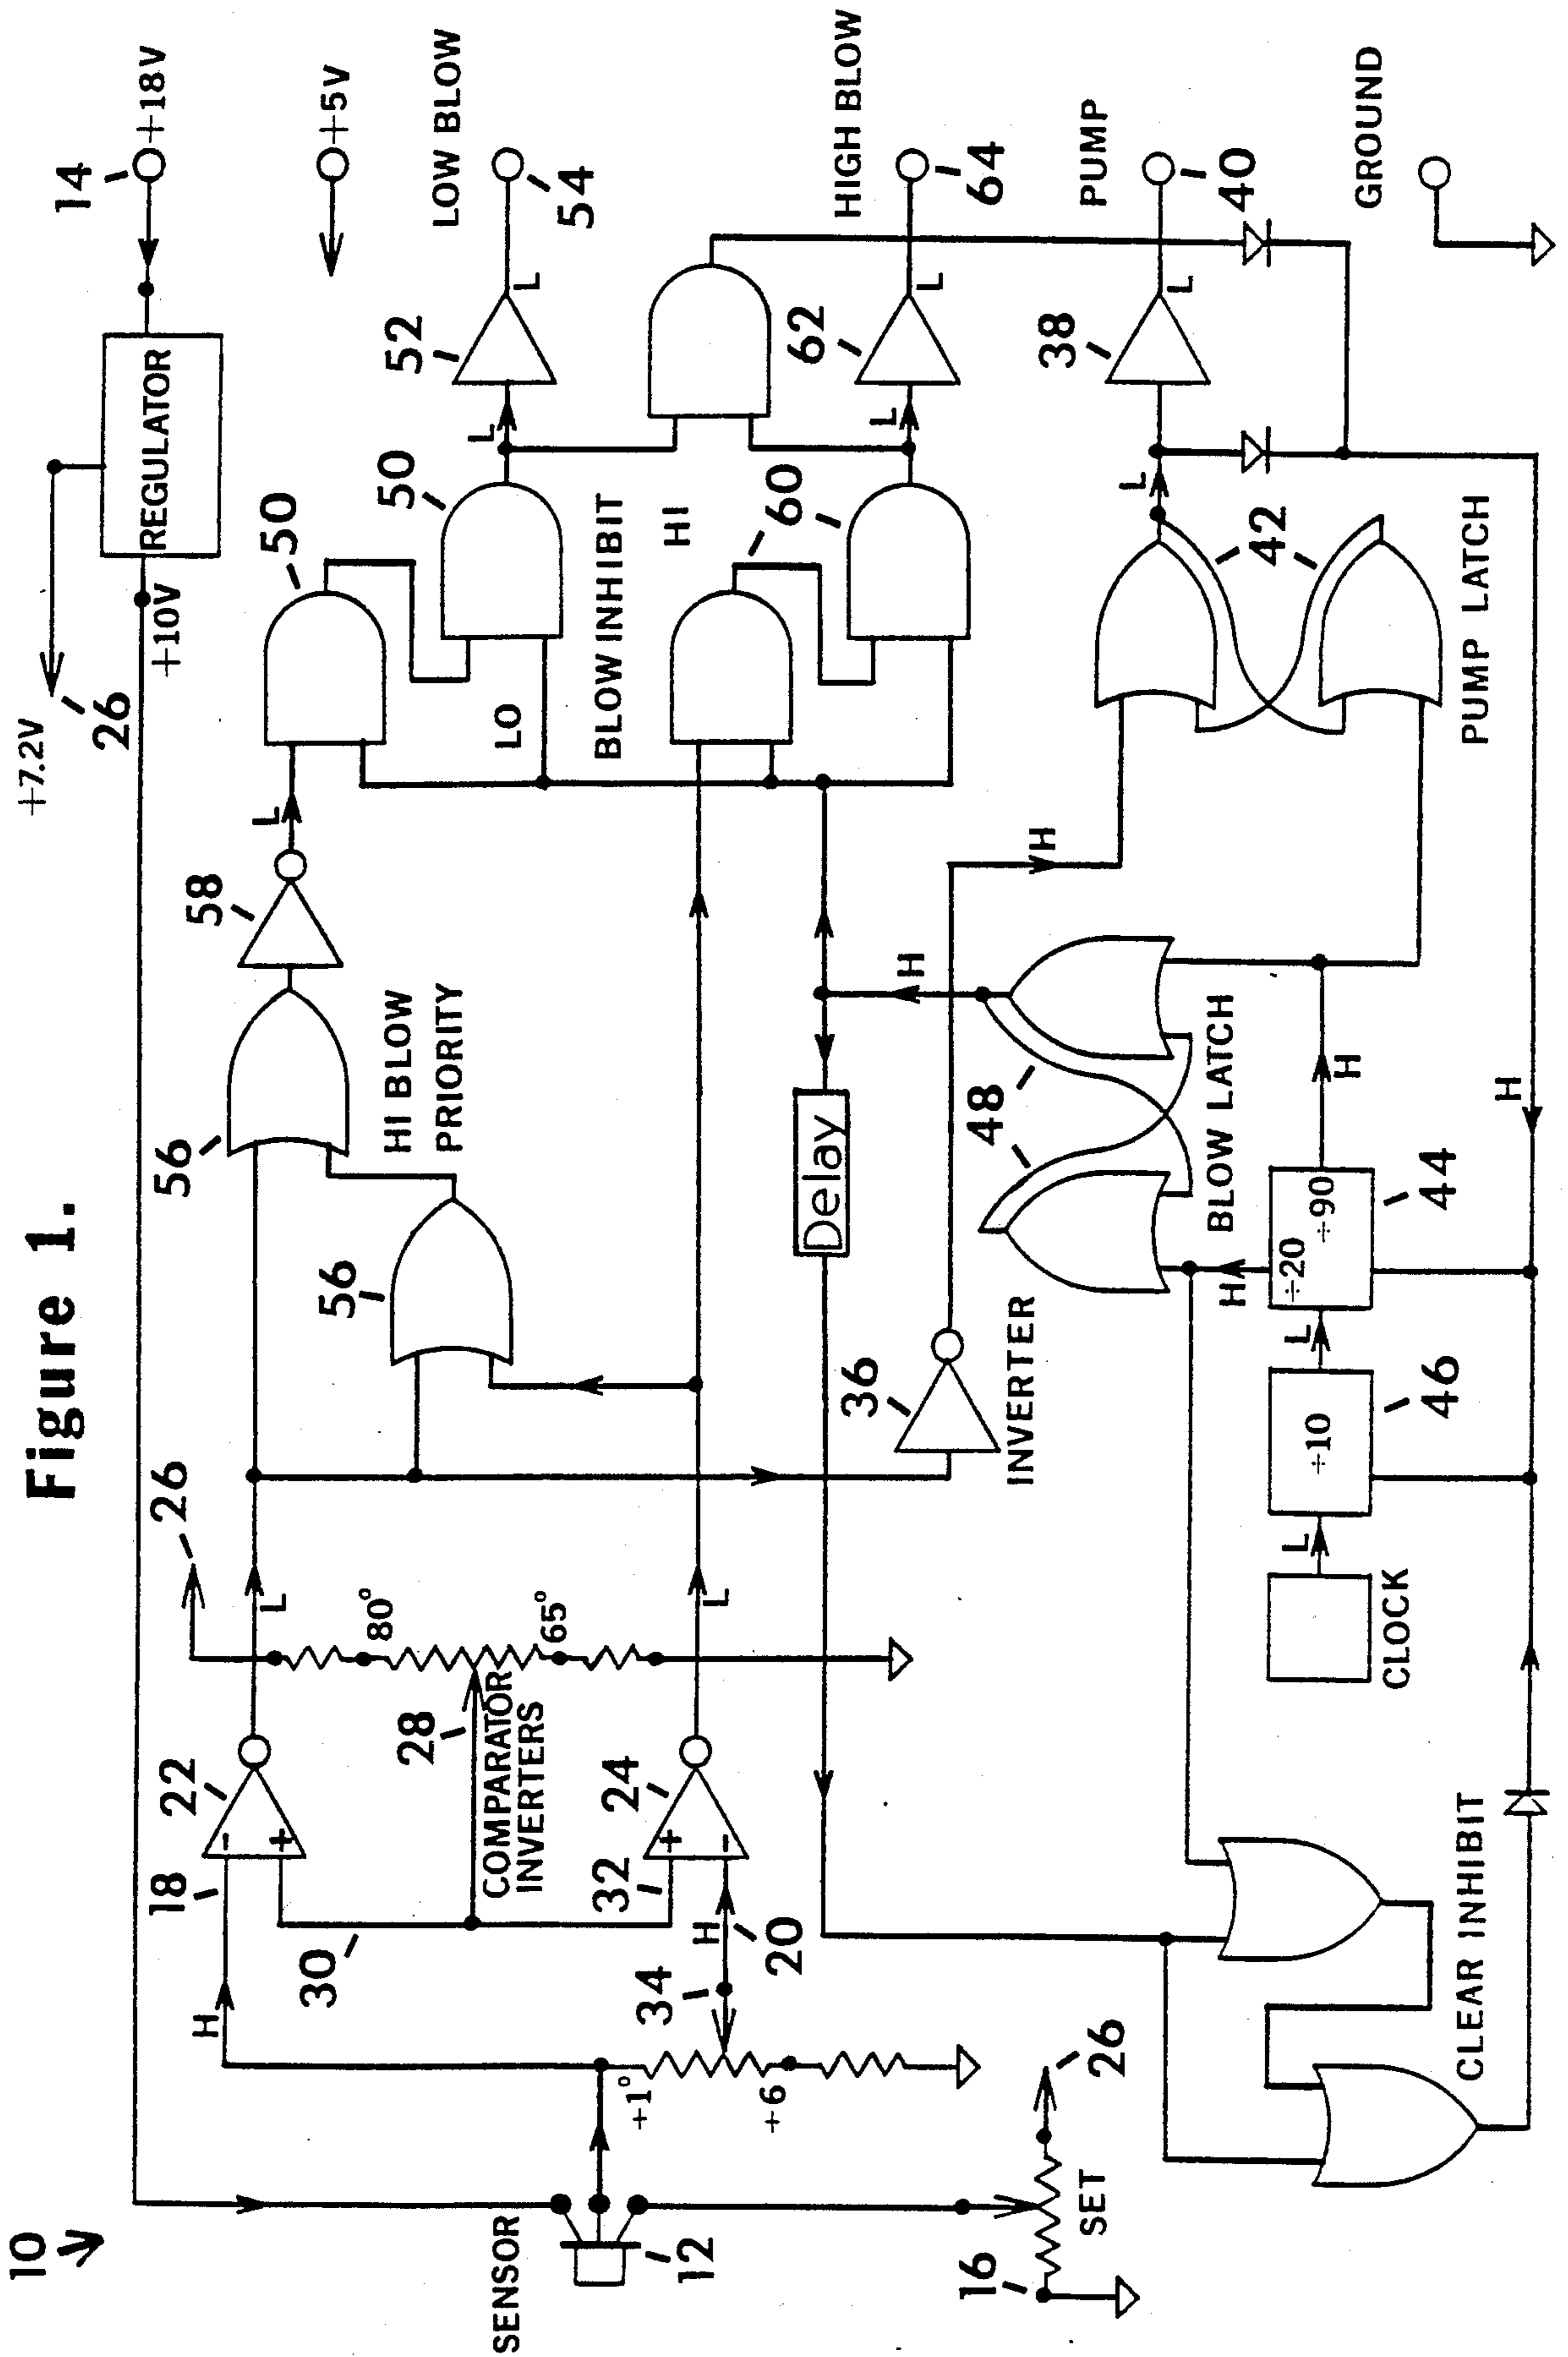 Figure 1.
10
14
+18V
REGULATOR
+10V
+7.2V
26
+5V
SENSOR
12
16
SET
26
H
18
22
L
26
80°
65°
28
COMPARATOR
INVERTERS
30
32
24
L
+1°
+6
34
H
20
56
56
HI BLOW
PRIORITY
58
L
50
50
LO
BLOW INHIBIT
HI
60
L
52
L
54
LOW BLOW
L
62
L
64
HIGH BLOW
36
INVERTER
H
Delay
H
48
48
BLOW LATCH
L
42
PUMP LATCH
38
L
40
PUMP
GROUND
CLOCK
L
÷10
46
L
÷20
÷90
44
H
H
H
CLEAR INHIBIT